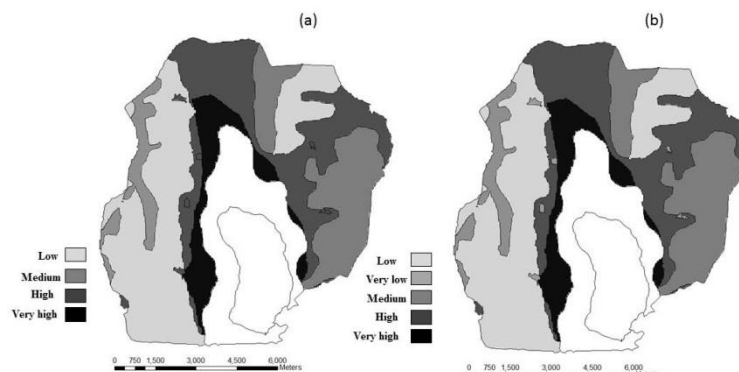 (a)
(b)
Low
Medium
High
Very high
0 750 1,500 3,000 4,500 6,000
Meters
Low
Very low
Medium
High
Very high
0 750 1,500 3,000 4,500 6,000